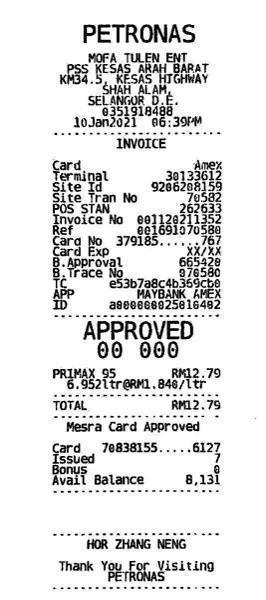 PETRONAS
MOFA TULEN ENT
PSS KESAS ARAH BARAT
KM34.5, KESAS HIGHWAY
SHAH ALAM,
SELANGOR D.E.
0351918488
10Jan2021 06:39PM
INVOICE
Card Amex
Terminal 30133612
Site Id 9206208159
Site Tran No 70582
POS STAN 262633
Invoice No 001120211352
Ref 001691070580
Card No 379185......767
Card Exp XX/XX
B.Approval 665420
B.Trace No 070580
TC e53b7a8c4b369cb0
APP MAYBANK AMEX
ID a000000025010402
APPROVED
00 000
PRIMAX 95 RM12.79
6.952ltr@RM1.840/ltr
TOTAL RM12.79
Mesra Card Approved
Card 70838155.....6127
Issued 7
Bonus 0
Avail Balance 8,131
HOR ZHANG NENG
Thank You For Visiting
PETRONAS